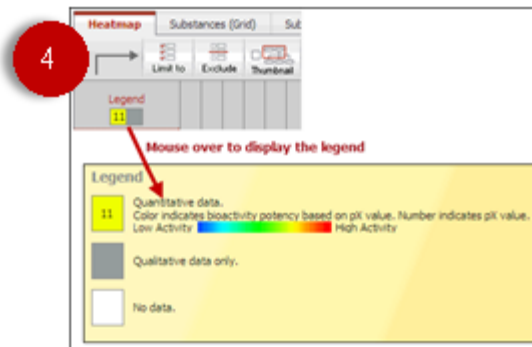 4
Heatmap Substances (Grid) Sut
Limit to Exclude Thumbnail
Legend
11
Mouse over to display the legend
Legend
11 Quantitative data.
Color indicates bioactivity potency based on pX value. Number indicates pX value.
Low Activity High Activity
Qualitative data only.
No data.